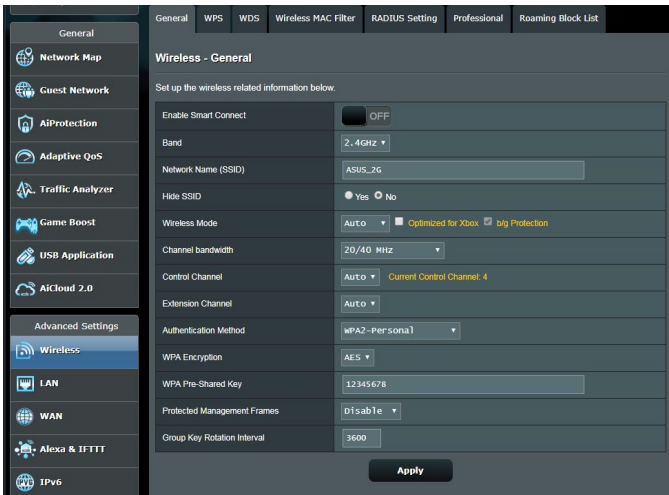 General
Network Map
Guest Network
AiProtection
Adaptive QoS
Traffic Analyzer
Game Boost
USB Application
AiCloud 2.0
Advanced Settings
Wireless
LAN
WAN
Alexa & IFTTT
IPv6
General WPS WDS Wireless MAC Filter RADIUS Setting Professional Roaming Block List
Wireless - General
Set up the wireless related information below.
Enable Smart Connect OFF
Band 2.4GHz
Network Name (SSID) ASUS_2G
Hide SSID Yes No
Wireless Mode Auto Optimized for Xbox b/g Protection
Channel bandwidth 20/40 MHz
Control Channel Auto Current Control Channel: 4
Extension Channel Auto
Authentication Method WPA2-Personal
WPA Encryption AES
WPA Pre-Shared Key 12345678
Protected Management Frames Disable
Group Key Rotation Interval 3600
Apply